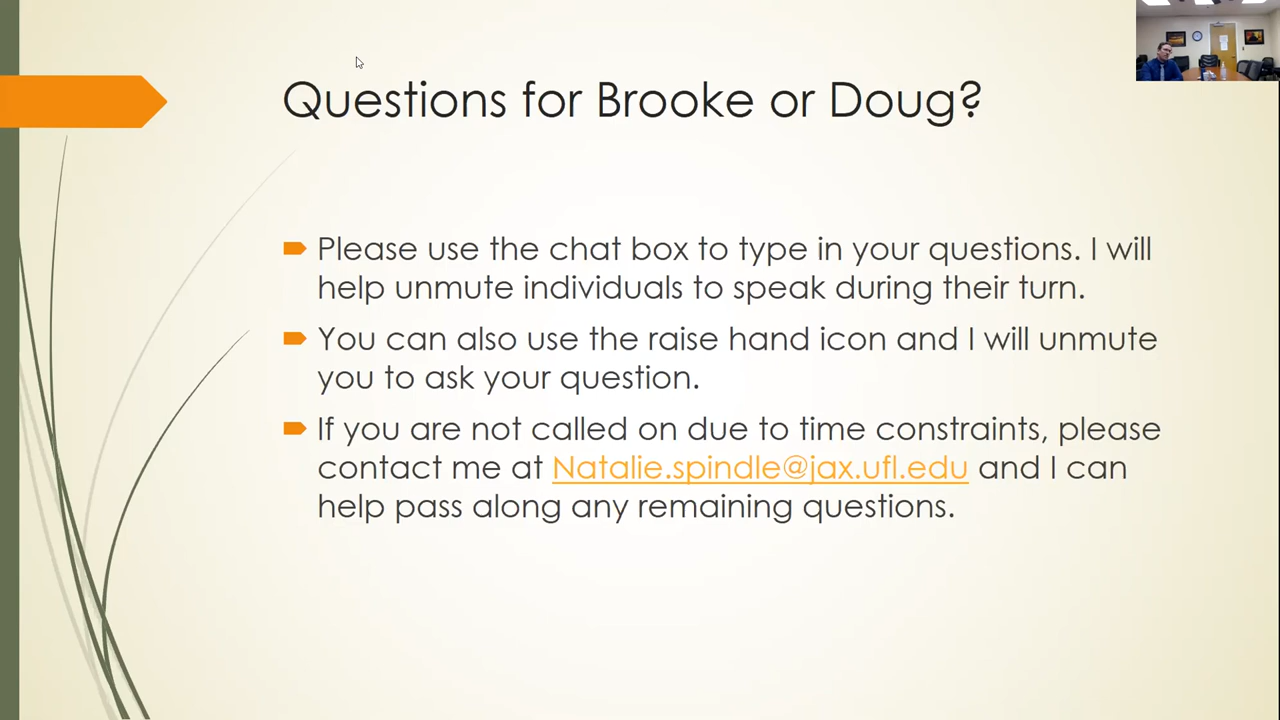 Questions for Brooke or Doug?
Please use the chat box to type in your questions. I will
help unmute individuals to speak during their turn.
You can also use the raise hand icon and I will unmute
you to ask your question.
If you are not called on due to time constraints, please
contact me at Natalie.spindle@jax.ufl.edu and I can
help pass along any remaining questions.